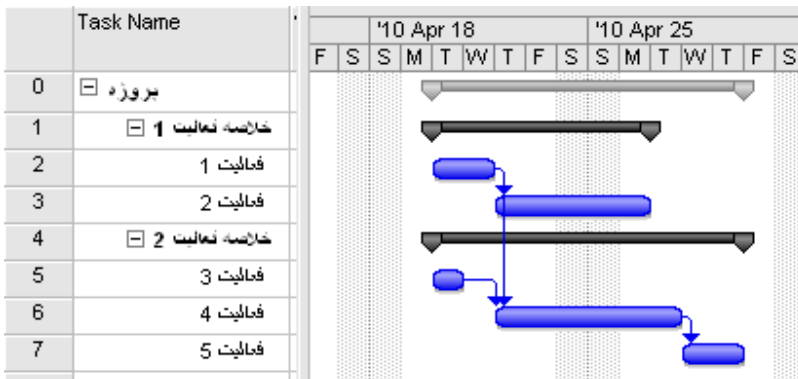 Task Name
'10 Apr 18 '10 Apr 25
F S S M T W T F S S M T W T F S
0 پروژه
1 خلاصه فعالیت 1
2 فعالیت 1
3 فعالیت 2
4 خلاصه فعالیت 2
5 فعالیت 3
6 فعالیت 4
7 فعالیت 5